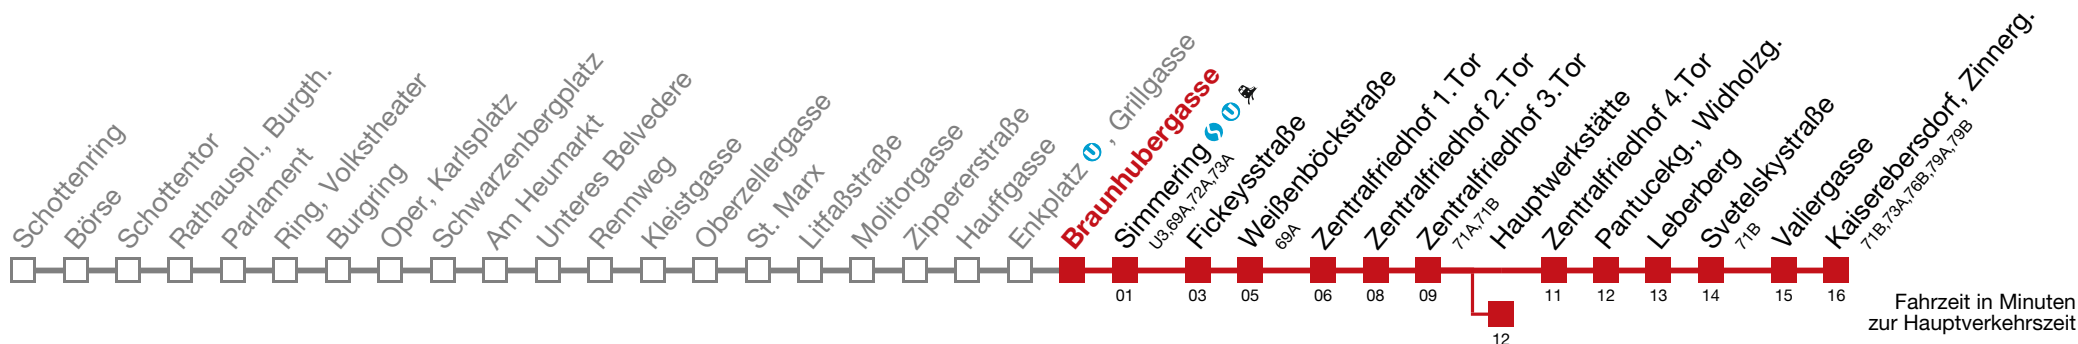 Schottenring
Börse
Schottentor
Rathauspl., Burgth.
Parlament
Ring, Volkstheater
Burgring
Oper, Karlsplatz
Schwarzenbergplatz
Am Heumarkt
Unteres Belvedere
Rennweg
Kleistgasse
Oberzellergasse
St. Marx
Litfaßstraße
Molitorgasse
Zippererstraße
Hauffgasse
Enkplatz U , Grillgasse
Braunhubergasse
Simmering S U
U3,69A,72A,73A
Fickeysstraße
Weißenböckstraße
69A
Zentralfriedhof 1.Tor
Zentralfriedhof 2.Tor
Zentralfriedhof 3.Tor
71A,71B
Hauptwerkstätte
Zentralfriedhof 4.Tor
Pantucekg., Widholzg.
Leberberg
Svetelskystraße
71B
Valiergasse
Kaiserebersdorf, Zinnerg.
71B,73A,76B,79A,79B
01
03
05
06
08
09
11
12
13
14
15
16
12
Fahrzeit in Minuten
zur Hauptverkehrszeit